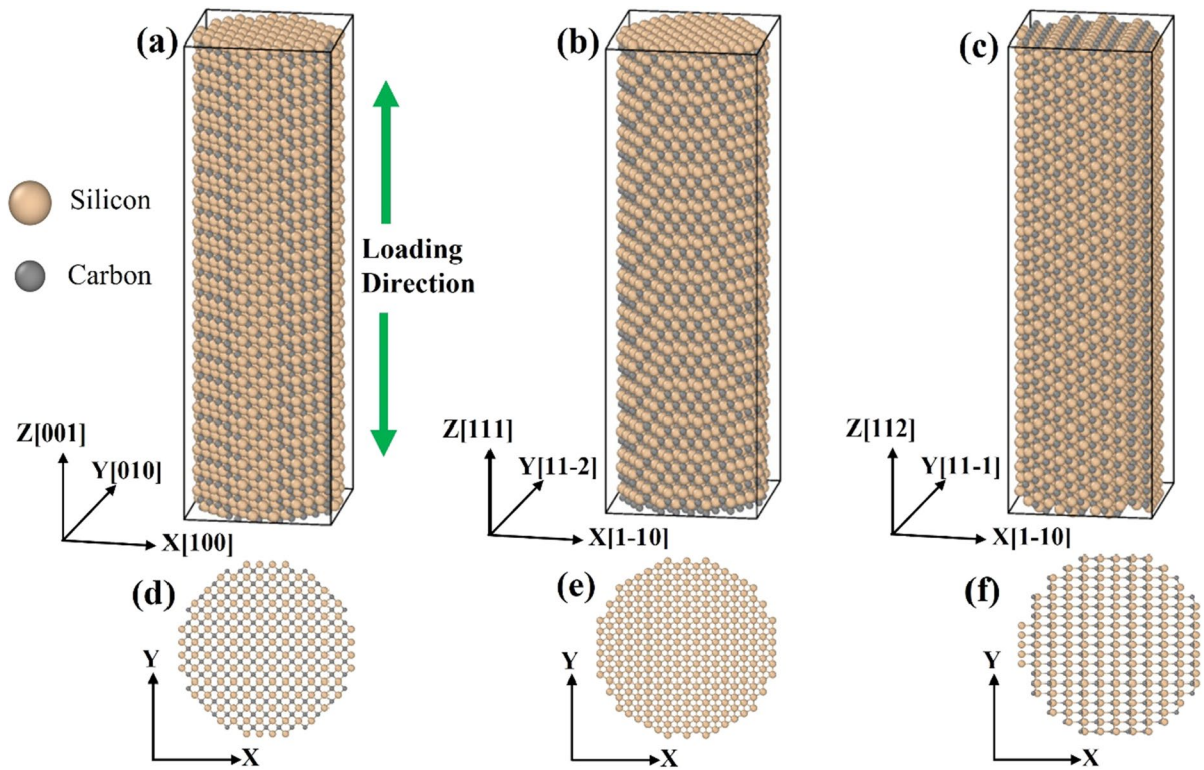 (a)
(b)
(c)
Silicon
Carbon
Loading
Direction
Z[001]
Y[010]
X[100]
Z[111]
Y[11-2]
X[1-10]
Z[112]
Y[11-1]
X[1-10]
(d)
Y
X
(e)
Y
X
(f)
Y
X